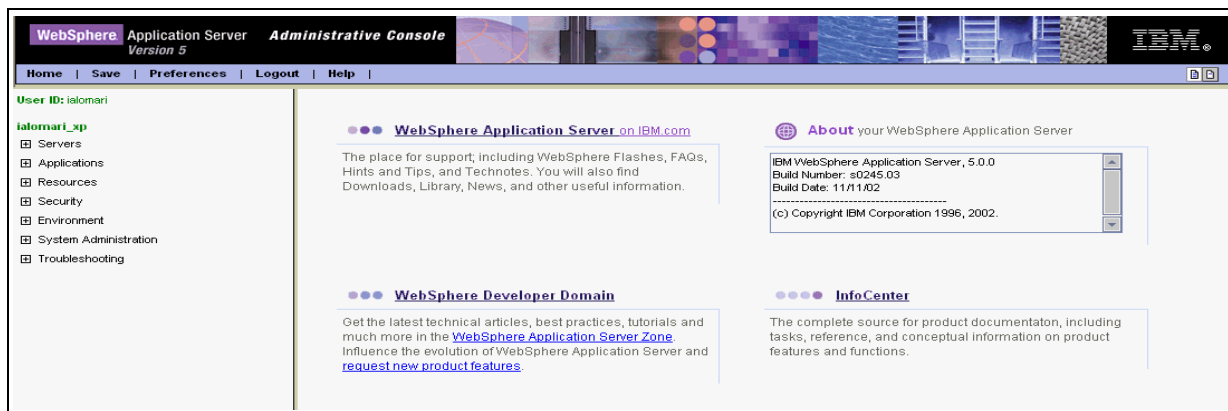 WebSphere Application Server Administrative Console
Version 5
IBM
Home | Save | Preferences | Logout | Help |
User ID: ialomari
ialomari_xp
Servers
Applications
Resources
Security
Environment
System Administration
Troubleshooting
WebSphere Application Server on IBM.com
The place for support; including WebSphere Flashes, FAQs,
Hints and Tips, and Technotes. You will also find
Downloads, Library, News, and other useful information.
About your WebSphere Application Server
IBM WebSphere Application Server, 5.0.0
Build Number: s0245.03
Build Date: 11/11/02
----------------------------------------
(c) Copyright IBM Corporation 1996, 2002.
WebSphere Developer Domain
Get the latest technical articles, best practices, tutorials and
much more in the WebSphere Application Server Zone.
Influence the evolution of WebSphere Application Server and
request new product features.
InfoCenter
The complete source for product documentaton, including
tasks, reference, and conceptual information on product
features and functions.